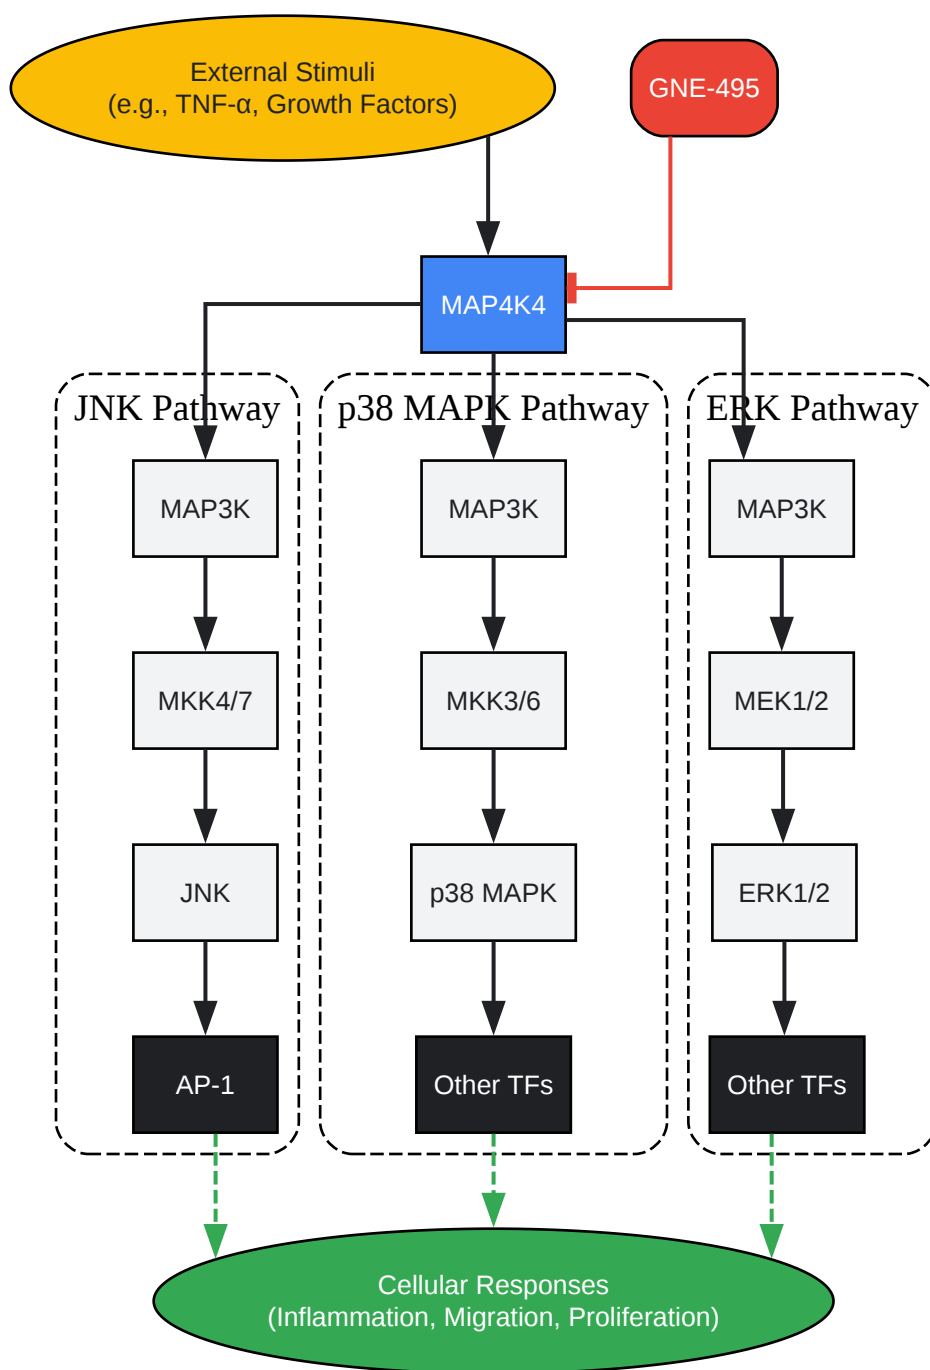 External Stimuli
(e.g., TNF-α, Growth Factors)
GNE-495
MAP4K4
JNK Pathway
p38 MAPK Pathway
ERK Pathway
MAP3K
MAP3K
MAP3K
MKK4/7
MKK3/6
MEK1/2
JNK
p38 MAPK
ERK1/2
AP-1
Other TFs
Other TFs
Cellular Responses
(Inflammation, Migration, Proliferation)